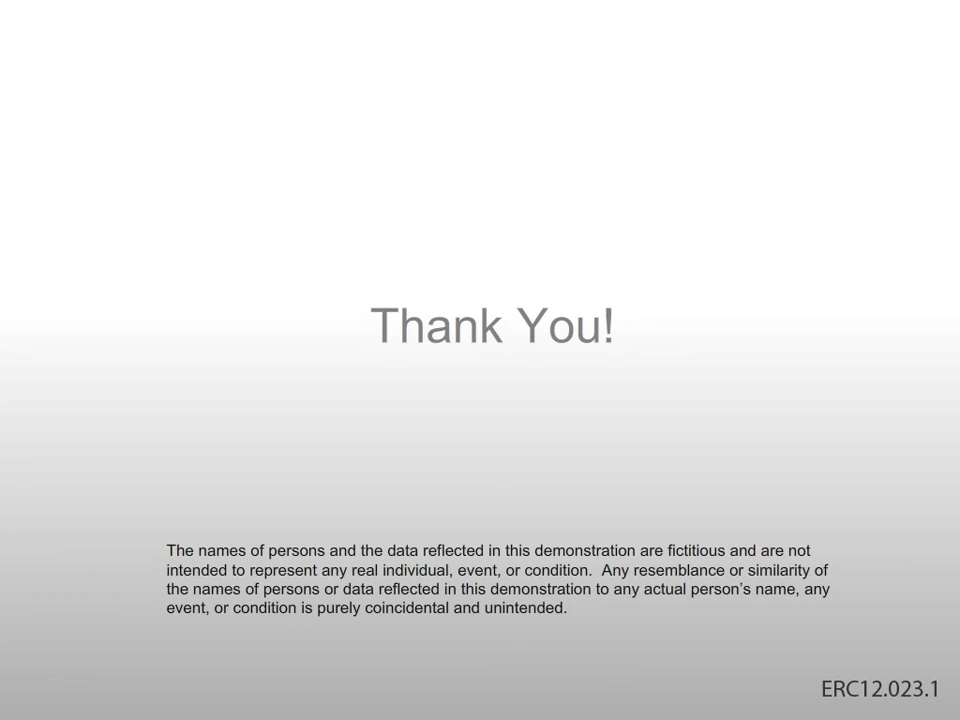 Thank You!
The names of persons and the data reflected in this demonstration are fictitious and are not
intended to represent any real individual, event, or condition.  Any resemblance or similarity of
the names of persons or data reflected in this demonstration to any actual person’s name, any
event, or condition is purely coincidental and unintended.
ERC12.023.1